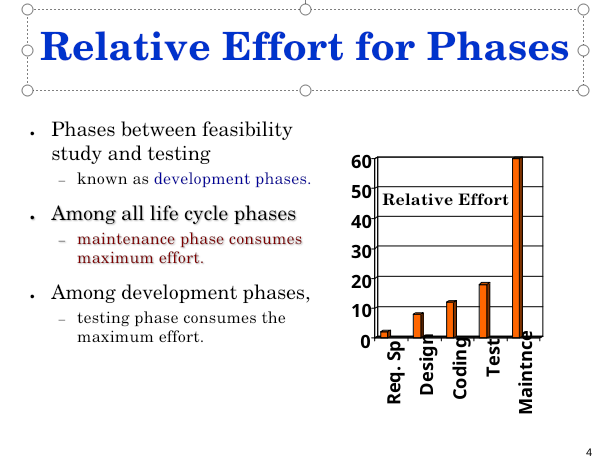 Relative Effort for Phases
• Phases between feasibility
study and testing
– known as development phases.
• Among all life cycle phases
– maintenance phase consumes
maximum effort.
• Among development phases,
– testing phase consumes the
maximum effort.
60
50
40
30
20
10
0
Relative Effort
Req. Sp
Design
Coding
Test
Maintnce
4